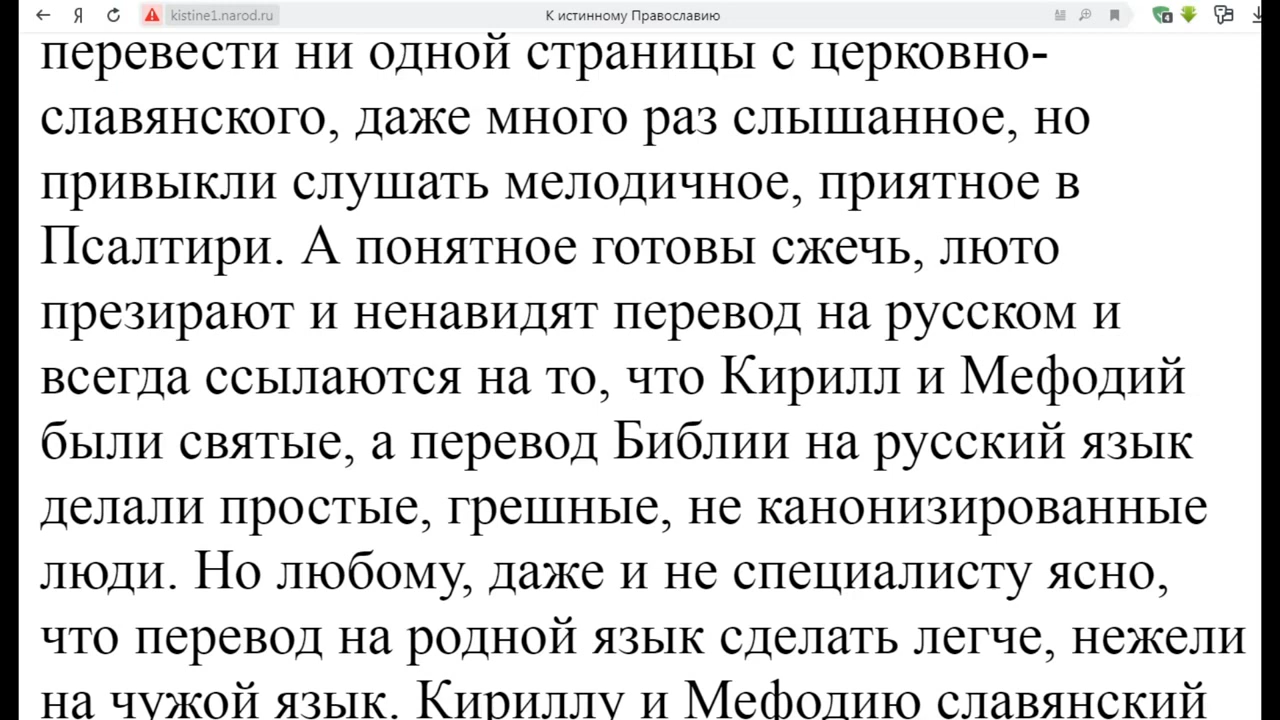 kistine1.narod.ru
К истинному Православию
перевести ни одной страницы с церковно-
славянского, даже много раз слышанное, но
привыкли слушать мелодичное, приятное в
Псалтири. А понятное готовы сжечь, люто
презирают и ненавидят перевод на русском и
всегда ссылаются на то, что Кирилл и Мефодий
были святые, а перевод Библии на русский язык
делали простые, грешные, не канонизированные
люди. Но любому, даже и не специалисту ясно,
что перевод на родной язык сделать легче, нежели
на чужой язык. Кириллу и Мефодию славянский